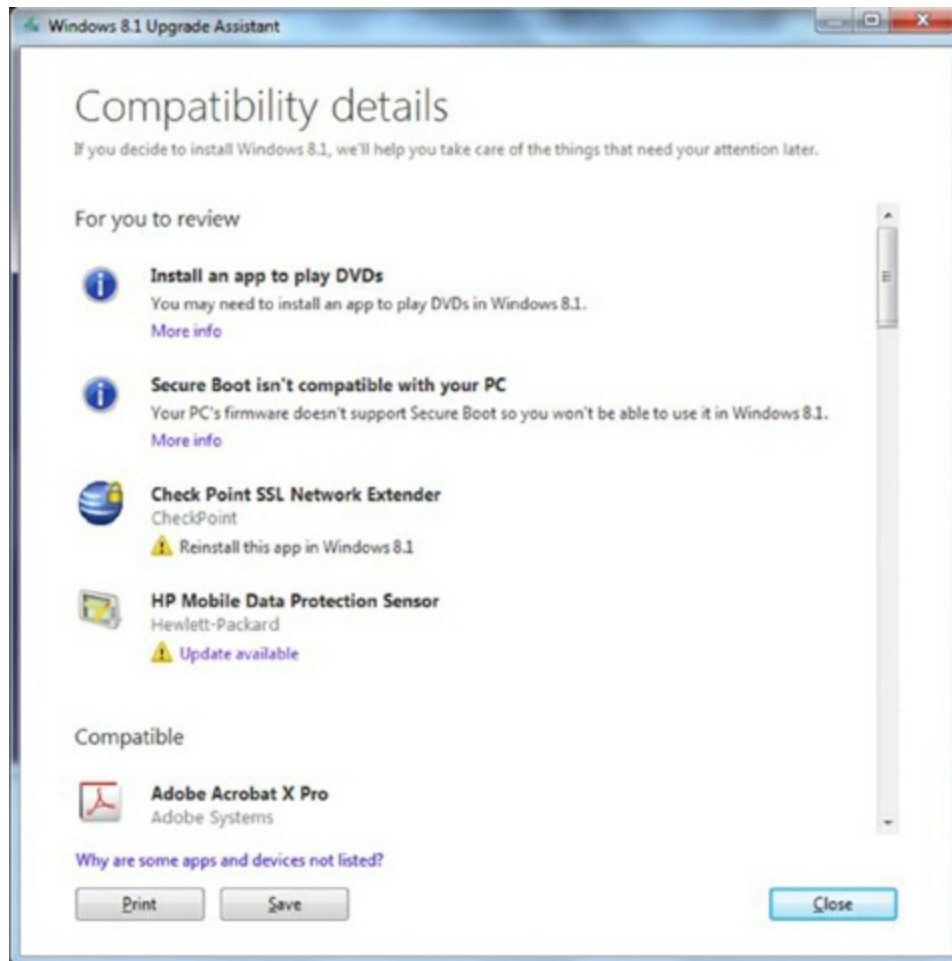 Windows 8.1 Upgrade Assistant
Compatibility details
If you decide to install Windows 8.1, we'll help you take care of the things that need your attention later.
For you to review
Install an app to play DVDs
You may need to install an app to play DVDs in Windows 8.1.
More info
Secure Boot isn't compatible with your PC
Your PC's firmware doesn't support Secure Boot so you won't be able to use it in Windows 8.1.
More info
Check Point SSL Network Extender
CheckPoint
Reinstall this app in Windows 8.1
HP Mobile Data Protection Sensor
Hewlett-Packard
Update available
Compatible
Adobe Acrobat X Pro
Adobe Systems
Why are some apps and devices not listed?
Print Save Close